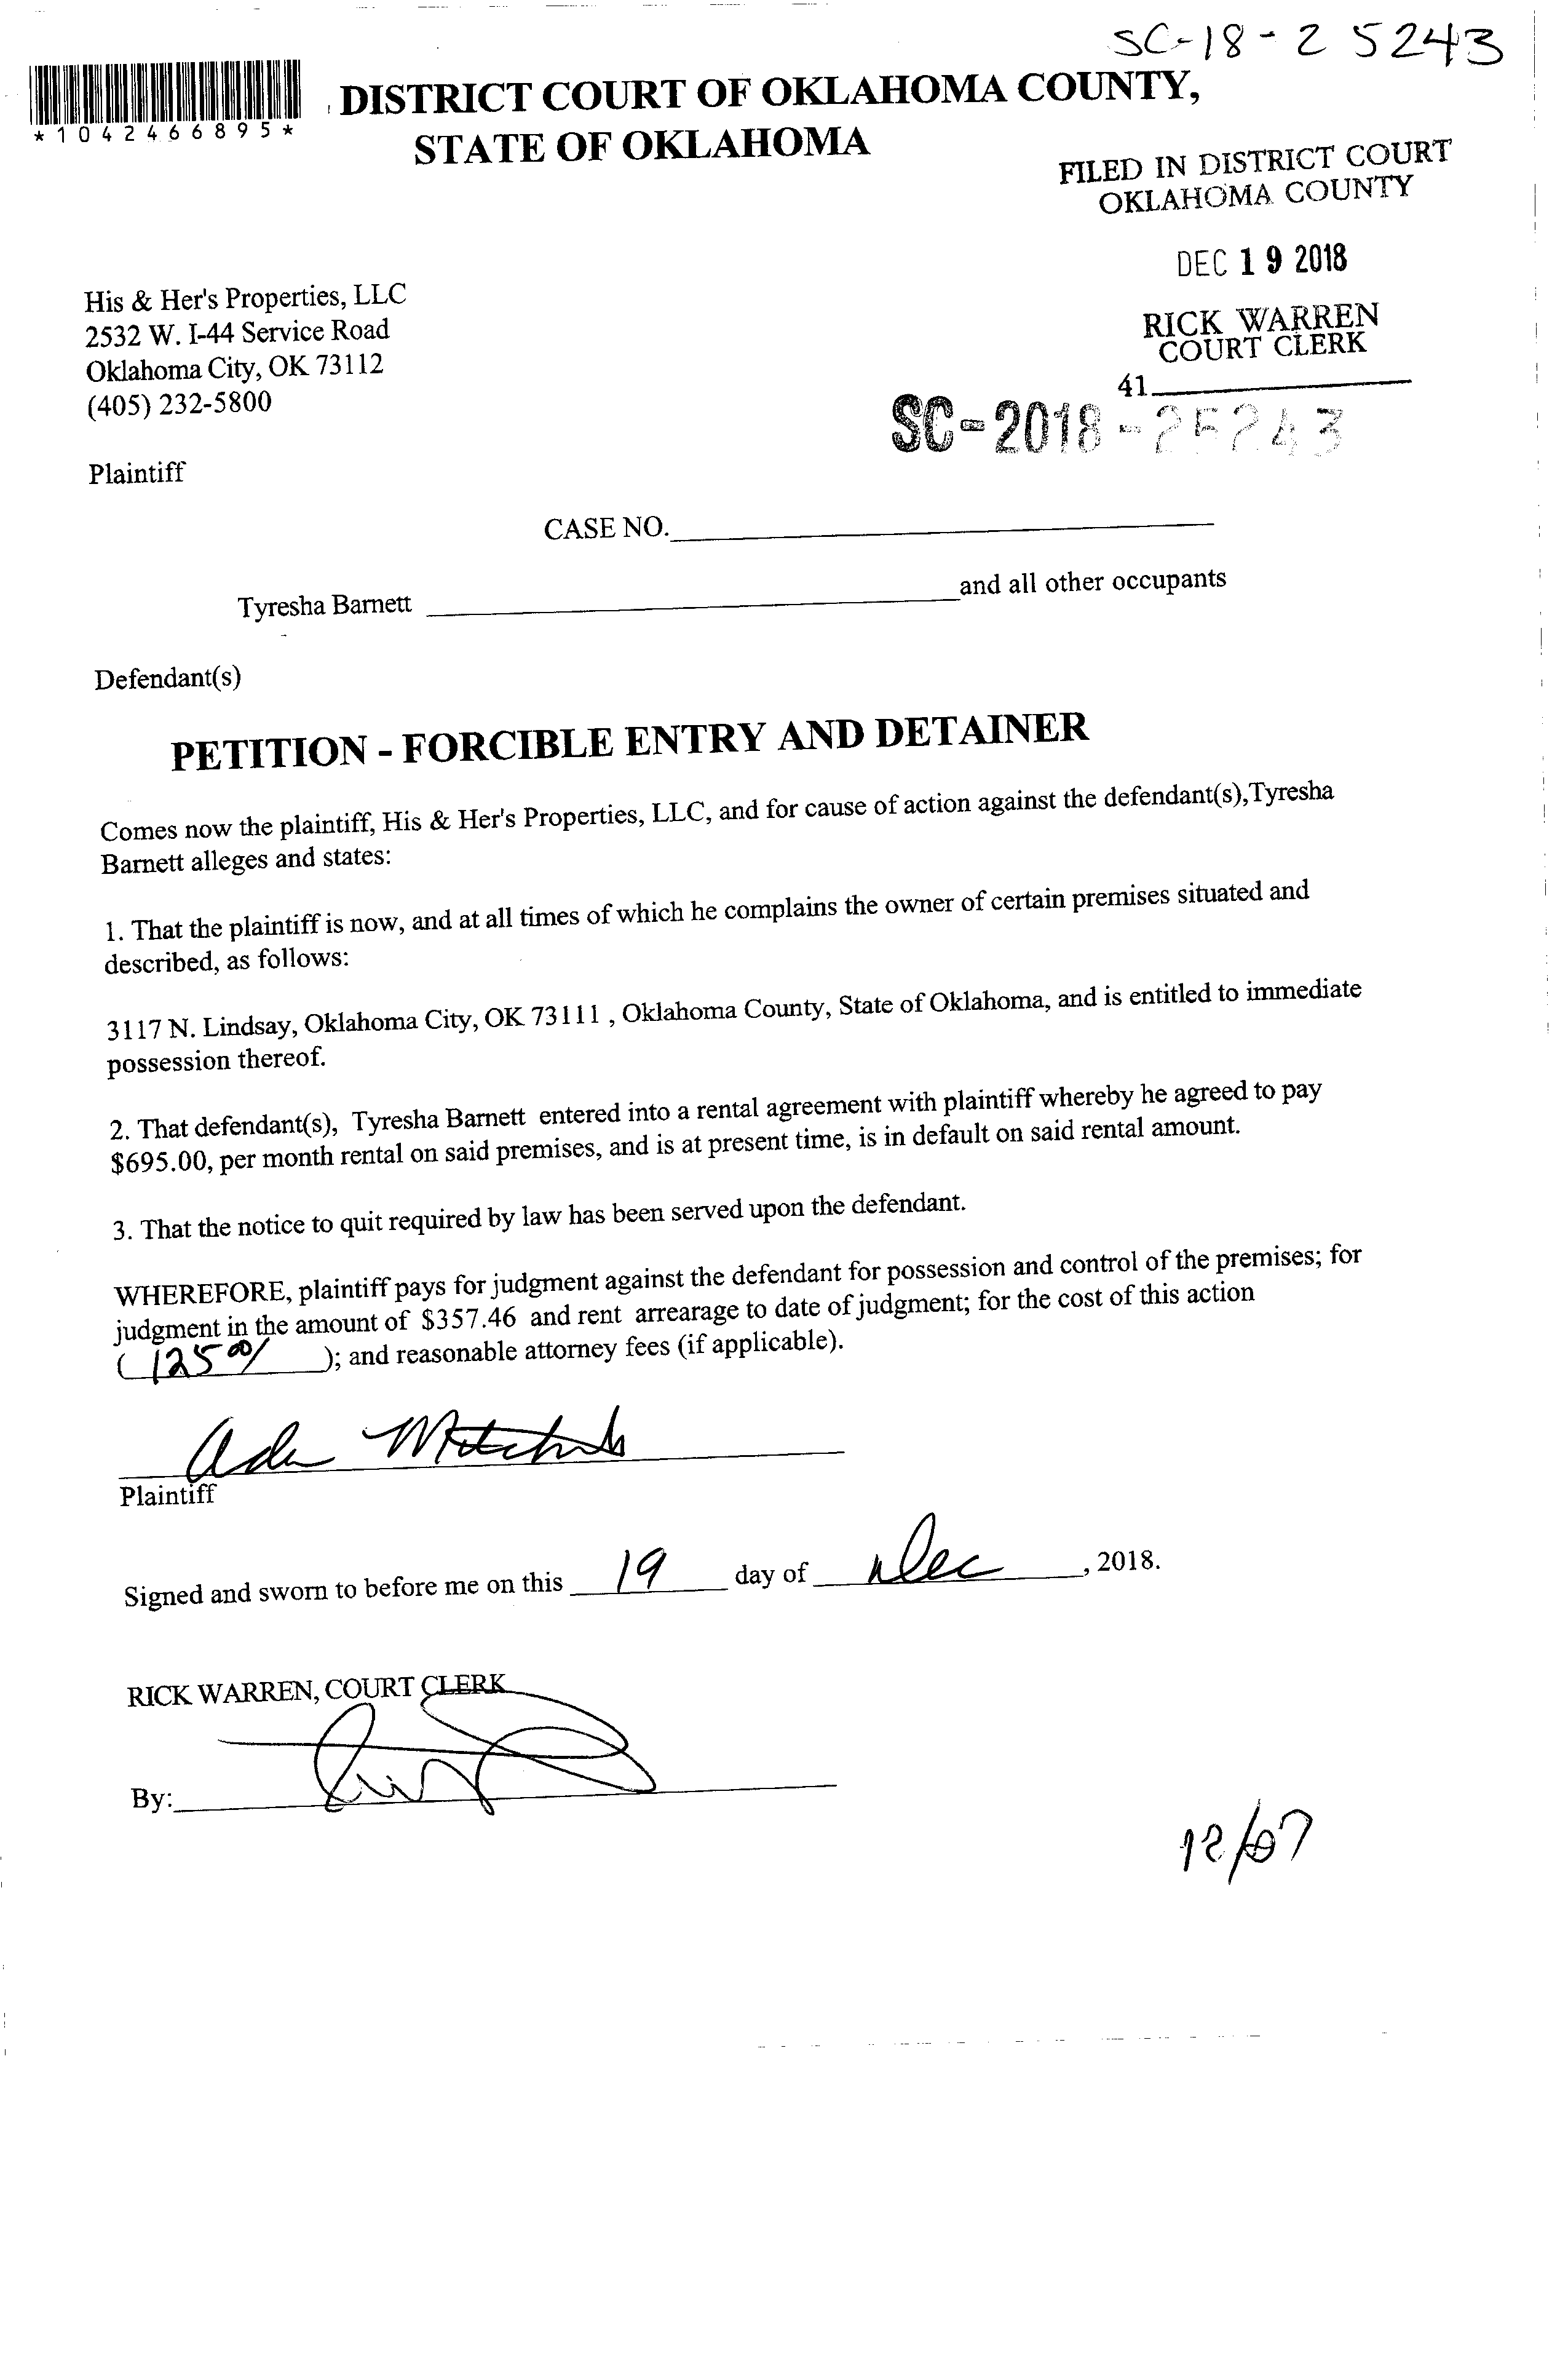 SC-18-25243
*1042466895*
DISTRICT COURT OF OKLAHOMA COUNTY,
STATE OF OKLAHOMA
FILED IN DISTRICT COURT
OKLAHOMA COUNTY
DEC 19 2018
RICK WARREN
COURT CLERK
41
SC-2018-25243
His & Her's Properties, LLC
2532 W. I-44 Service Road
Oklahoma City, OK 73112
(405) 232-5800
Plaintiff
CASE NO.
Tyresha Barnett and all other occupants
Defendant(s)
PETITION - FORCIBLE ENTRY AND DETAINER
Comes now the plaintiff, His & Her's Properties, LLC, and for cause of action against the defendant(s),Tyresha
Barnett alleges and states:
1. That the plaintiff is now, and at all times of which he complains the owner of certain premises situated and
described, as follows:
3117 N. Lindsay, Oklahoma City, OK 73111 , Oklahoma County, State of Oklahoma, and is entitled to immediate
possession thereof.
2. That defendant(s), Tyresha Barnett entered into a rental agreement with plaintiff whereby he agreed to pay
$695.00, per month rental on said premises, and is at present time, is in default on said rental amount.
3. That the notice to quit required by law has been served upon the defendant.
WHEREFORE, plaintiff pays for judgment against the defendant for possession and control of the premises; for
judgment in the amount of $357.46 and rent arrearage to date of judgment; for the cost of this action
(125 00/ ); and reasonable attorney fees (if applicable).
Plaintiff
Signed and sworn to before me on this 19 day of Dec , 2018.
RICK WARREN, COURT CLERK
By:
12/07